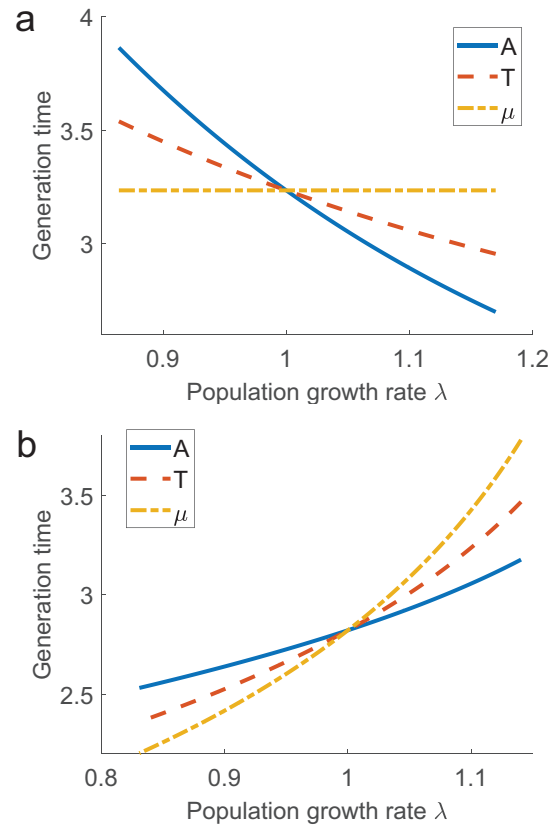 a
4
3.5
3
Generation time
A
T
μ
0.9
1
1.1
1.2
Population growth rate λ
b
A
T
μ
3.5
3
2.5
Generation time
0.8
0.9
1
1.1
Population growth rate λ